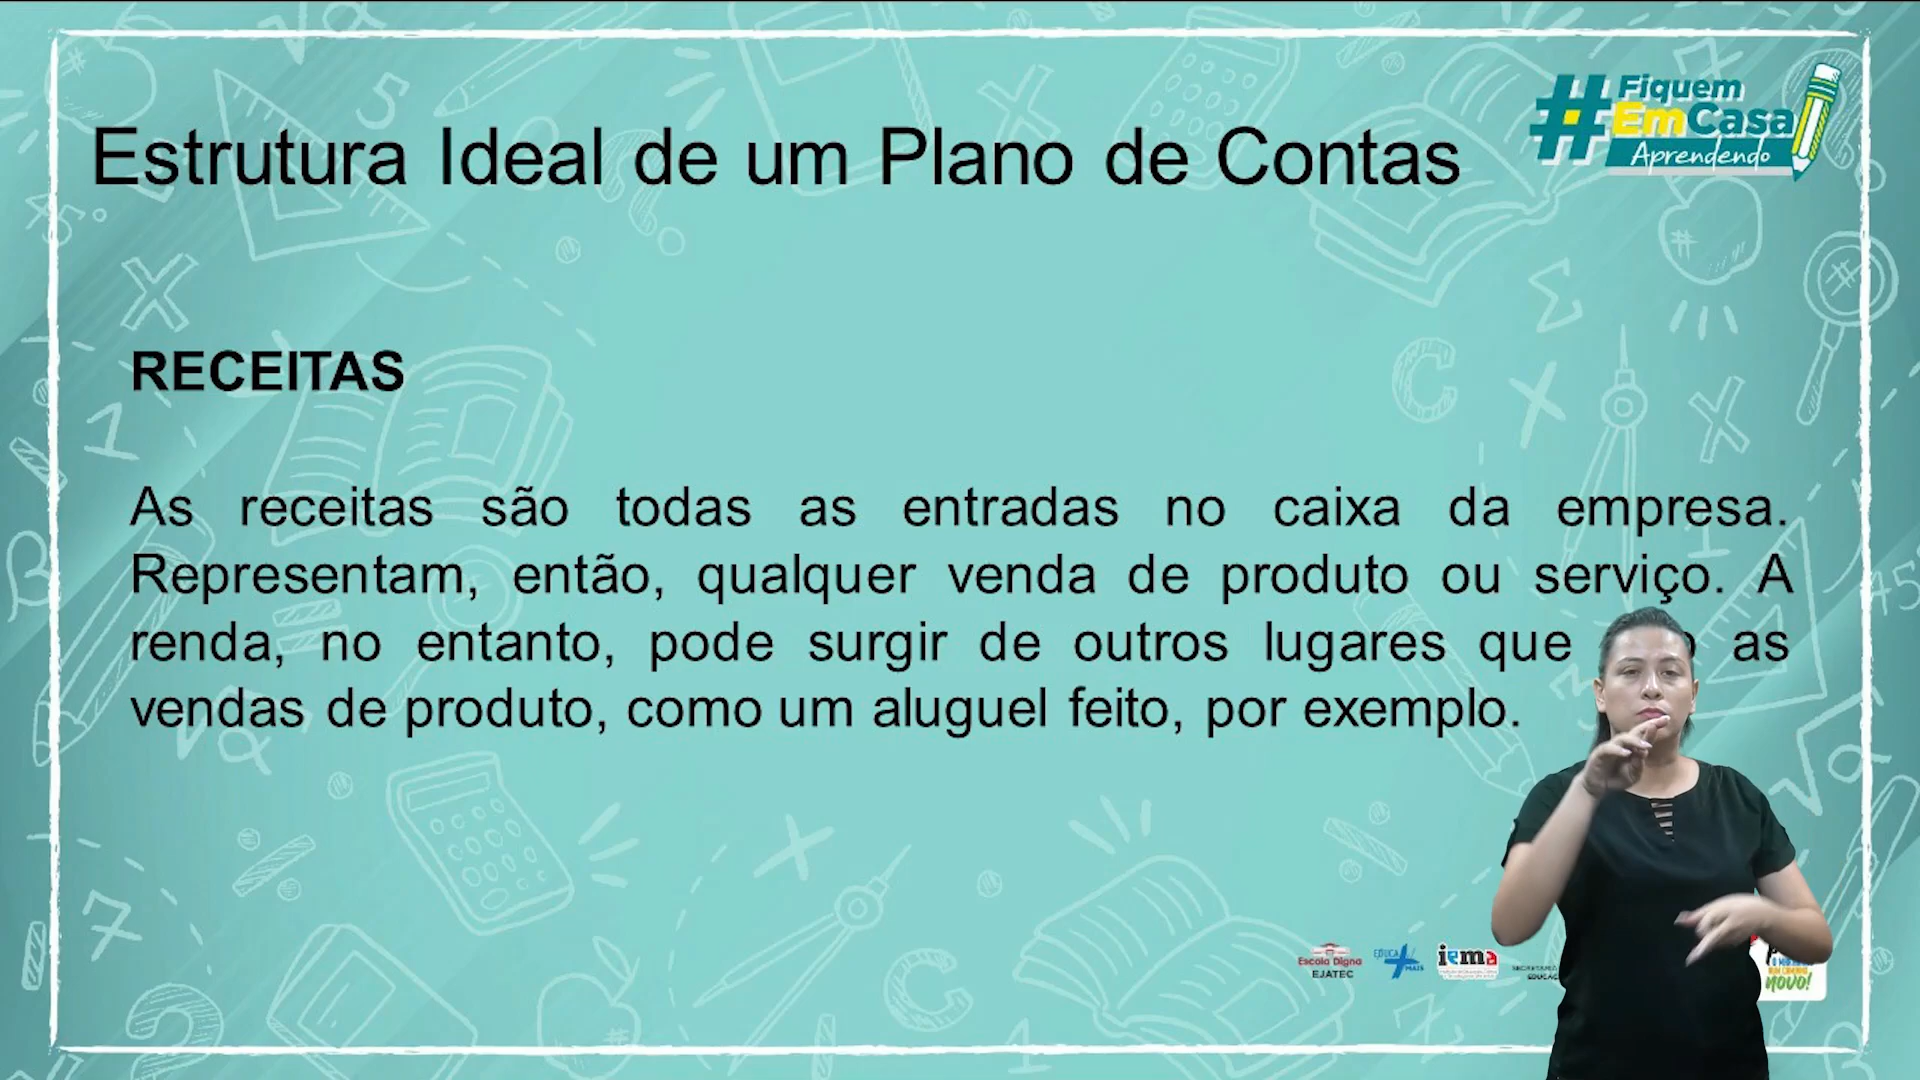 Estrutura Ideal de um Plano de Contas
#Fiquem
EmCasa
Aprendendo
RECEITAS
As receitas são todas as entradas no caixa da empresa.
Representam, então, qualquer venda de produto ou serviço. A
renda, no entanto, pode surgir de outros lugares que as
vendas de produto, como um aluguel feito, por exemplo.
Escola Digna
EJATEC
EDUCA
MAIS
iema
NOVO!